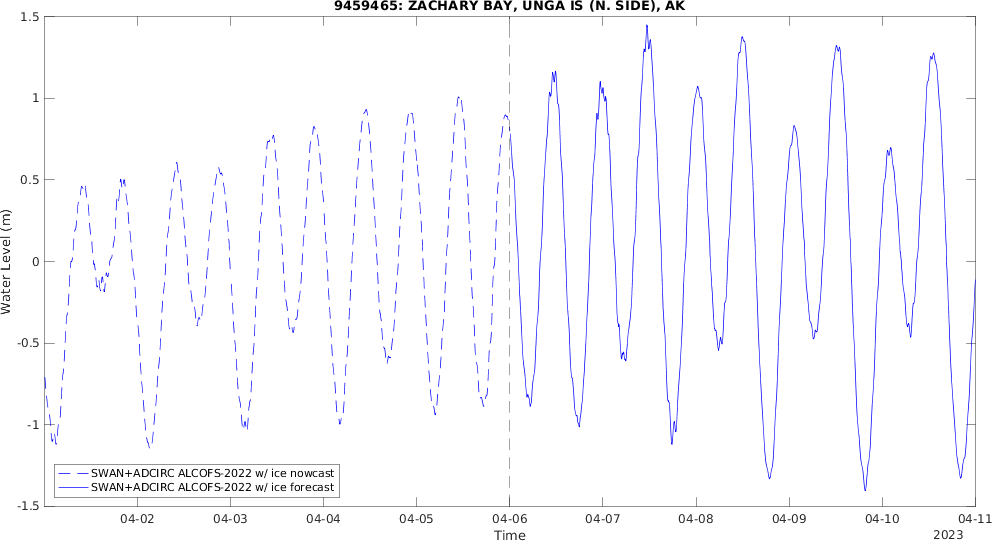 9459465: ZACHARY BAY, UNGA IS (N. SIDE), AK
1.5
1
0.5
0
-0.5
-1
-1.5
Water Level (m)
SWAN+ADCIRC ALCOFS-2022 w/ ice nowcast
SWAN+ADCIRC ALCOFS-2022 w/ ice forecast
04-02 04-03 04-04 04-05 04-06 04-07 04-08 04-09 04-10 04-11
Time
2023